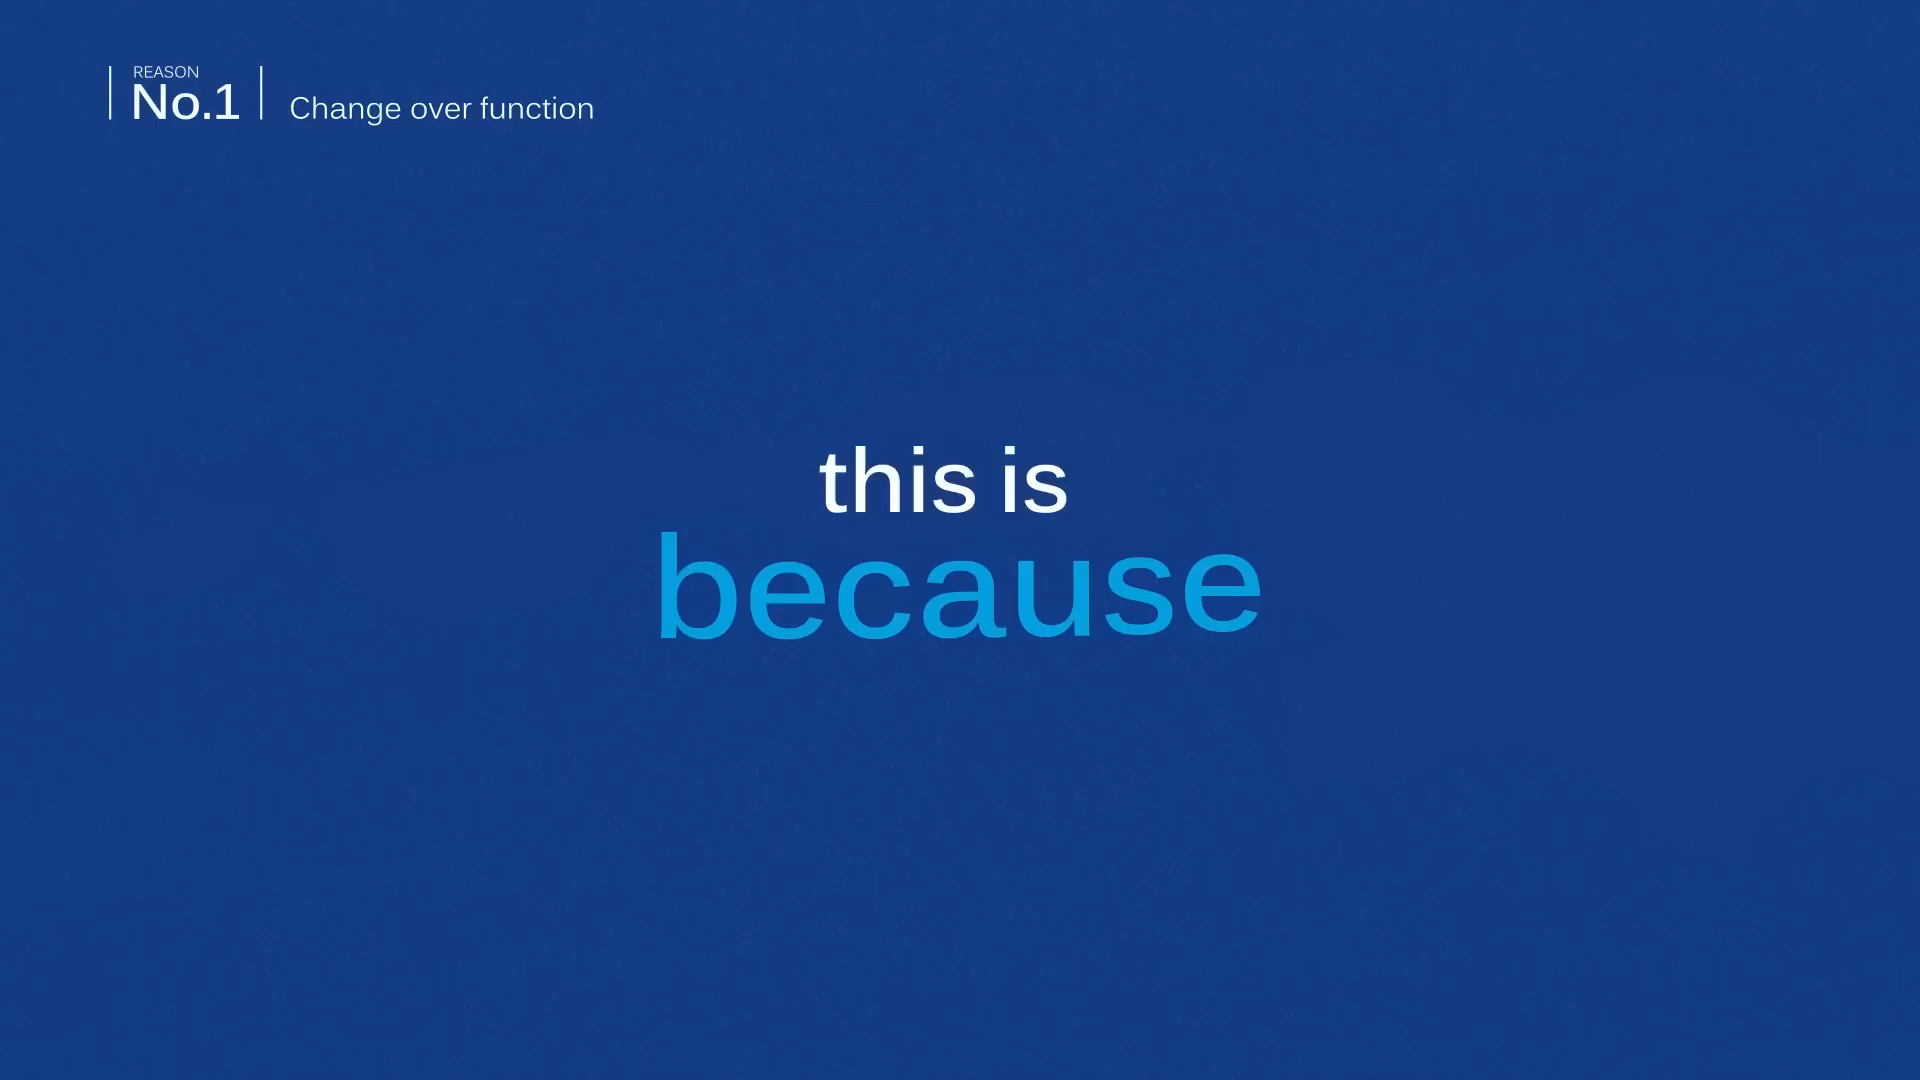 REASON
No.1
Change over function
this is
because